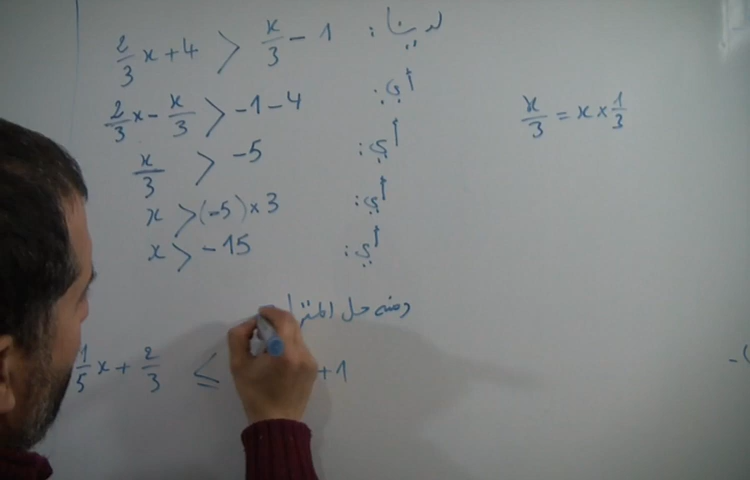 لدينا: 2/3 x + 4 > x/3 - 1
أي: 2/3 x - x/3 > -1 - 4
x/3 = x × 1/3
أي: x/3 > -5
أي: x > (-5) × 3
أي: x > -15
ومنه حل
1/5 x + 2/3 ≤
+ 1